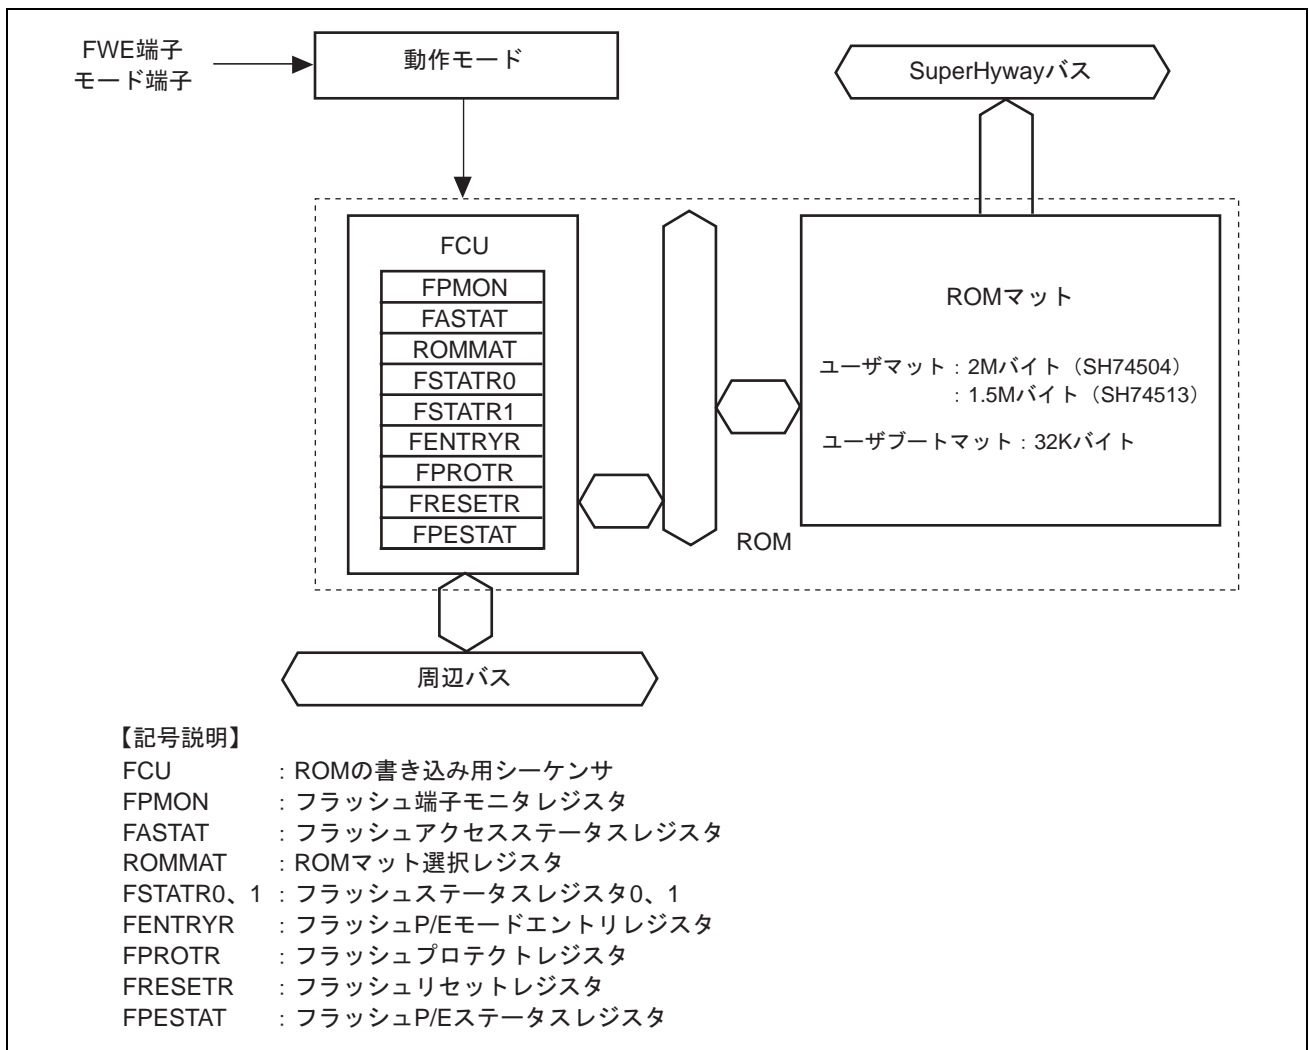 FWE端子
モード端子
動作モード
SuperHywayバス
FCU
FPMON
FASTAT
ROMMAT
FSTATR0
FSTATR1
FENTRYR
FPROTR
FRESETR
FPESTAT
ROMマット
ユーザマット：2Mバイト（SH74504）
：1.5Mバイト（SH74513）
ユーザブートマット：32Kバイト
ROM
周辺バス
【記号説明】
FCU ：ROMの書き込み用シーケンサ
FPMON ：フラッシュ端子モニタレジスタ
FASTAT ：フラッシュアクセスステータスレジスタ
ROMMAT ：ROMマット選択レジスタ
FSTATR0、1：フラッシュステータスレジスタ0、1
FENTRYR ：フラッシュP/Eモードエントリレジスタ
FPROTR ：フラッシュプロテクトレジスタ
FRESETR ：フラッシュリセットレジスタ
FPESTAT ：フラッシュP/Eステータスレジスタ